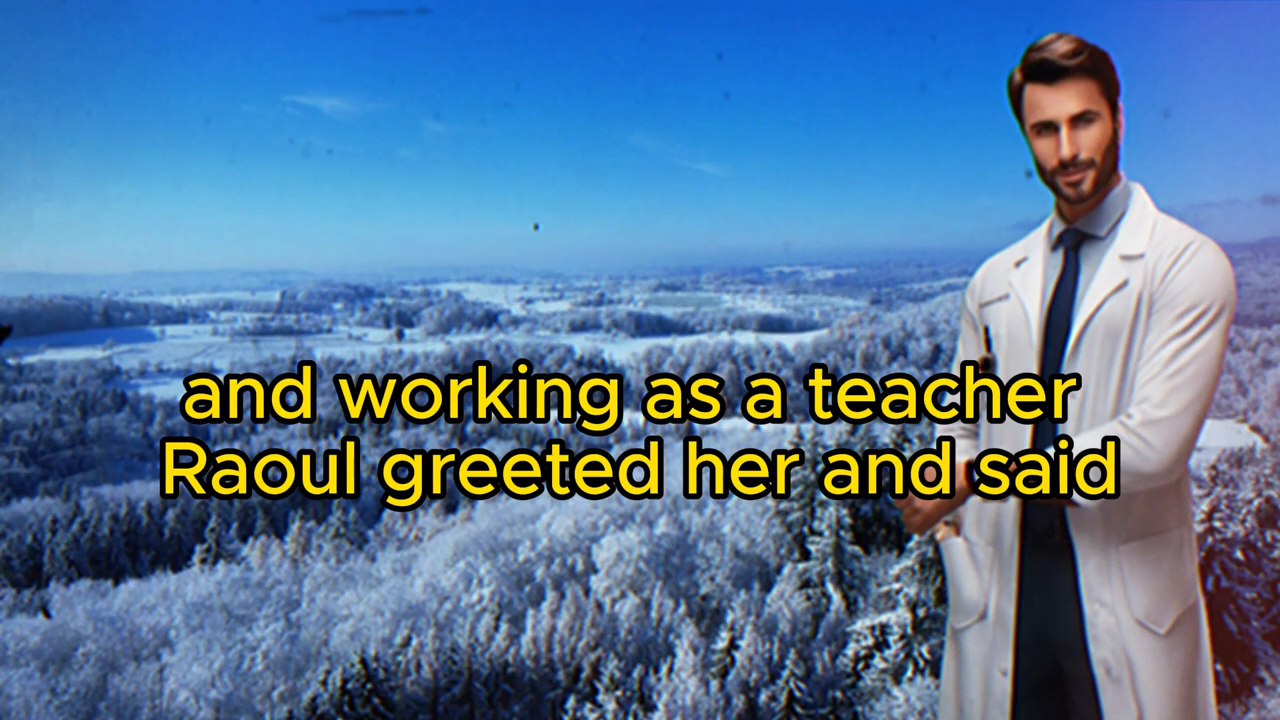 and working as a teacher
Raoul greeted her and said